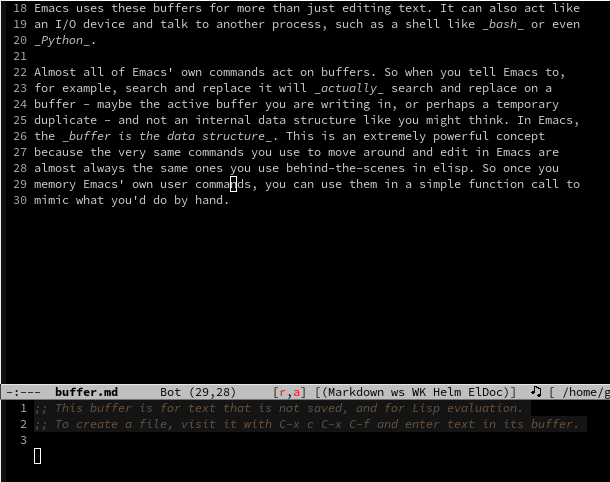 18 Emacs uses these buffers for more than just editing text. It can also act like
19 an I/O device and talk to another process, such as a shell like _bash_ or even
20 _Python_.
21
22 Almost all of Emacs' own commands act on buffers. So when you tell Emacs to,
23 for example, search and replace it will _actually_ search and replace on a
24 buffer – maybe the active buffer you are writing in, or perhaps a temporary
25 duplicate – and not an internal data structure like you might think. In Emacs,
26 the _buffer is the data structure_. This is an extremely powerful concept
27 because the very same commands you use to move around and edit in Emacs are
28 almost always the same ones you use behind-the-scenes in elisp. So once you
29 memory Emacs' own user commands, you can use them in a simple function call to
30 mimic what you'd do by hand.
-:--- buffer.md Bot (29,28) [r,a] [(Markdown ws WK Helm ElDoc)] ♫ [ /home/g
1 ;; This buffer is for text that is not saved, and for Lisp evaluation.
2 ;; To create a file, visit it with C-x c C-x C-f and enter text in its buffer.
3